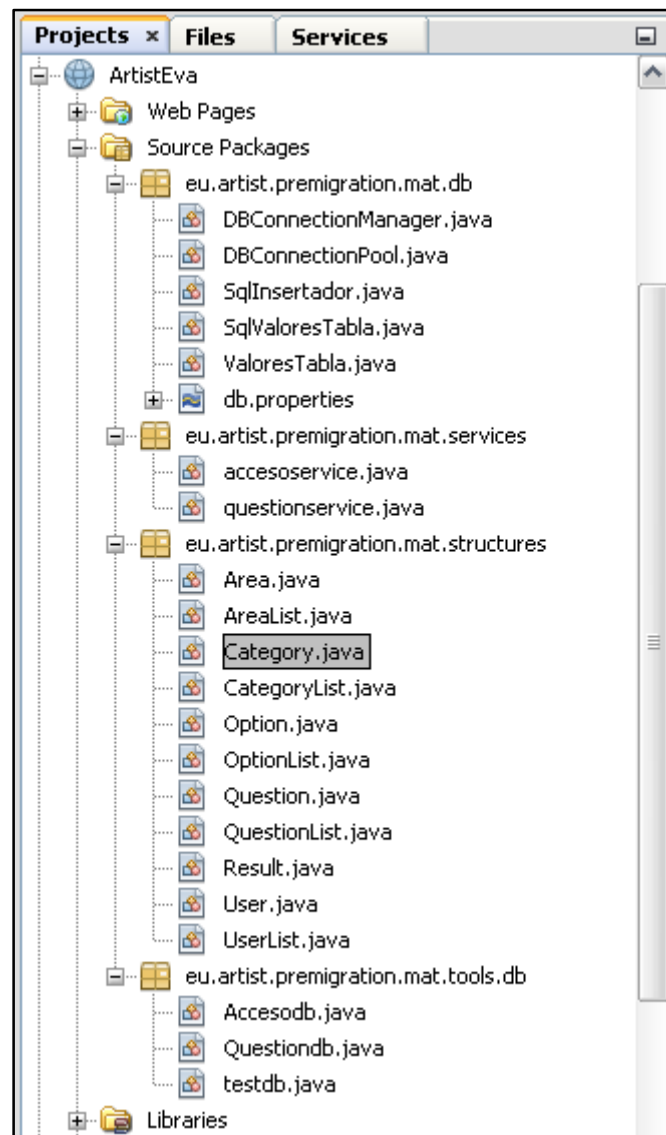 Projects × Files Services
ArtistEva
Web Pages
Source Packages
eu.artist.premigration.mat.db
DBConnectionManager.java
DBConnectionPool.java
SqlInsertador.java
SqlValoresTabla.java
ValoresTabla.java
db.properties
eu.artist.premigration.mat.services
accesoservice.java
questionservice.java
eu.artist.premigration.mat.structures
Area.java
AreaList.java
Category.java
CategoryList.java
Option.java
OptionList.java
Question.java
QuestionList.java
Result.java
User.java
UserList.java
eu.artist.premigration.mat.tools.db
Accesodb.java
Questiondb.java
testdb.java
Libraries